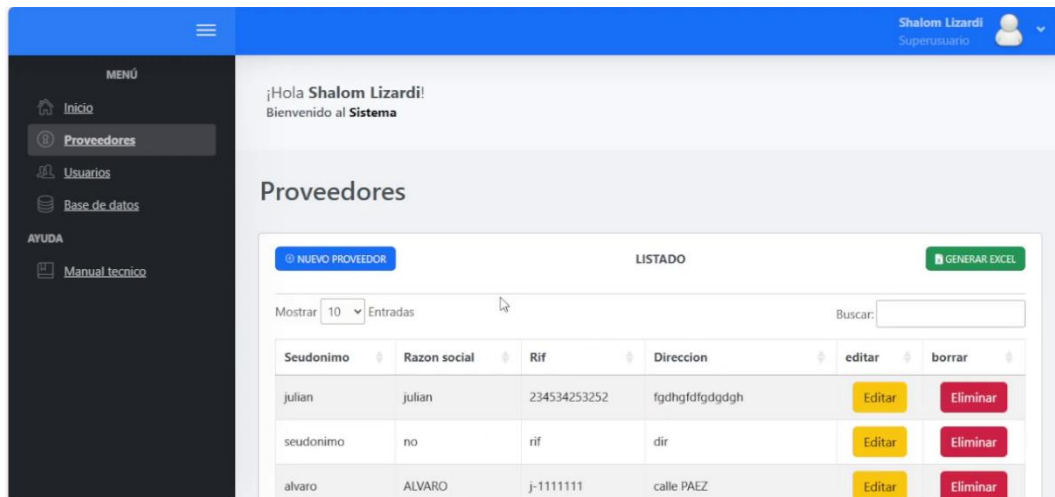 Shalom Lizardi
Superusuario
MENÚ
Inicio
Proveedores
Usuarios
Base de datos
AYUDA
Manual tecnico
¡Hola Shalom Lizardi!
Bienvenido al Sistema
Proveedores
NUEVO PROVEEDOR LISTADO GENERAR EXCEL
Mostrar 10 Entradas Buscar:
Seudonimo Razon social Rif Direccion editar borrar
julian julian 234534253252 fgdhgfdfgdgdgh Editar Eliminar
seudonimo no rif dir Editar Eliminar
alvaro ALVARO j-1111111 calle PAEZ Editar Eliminar